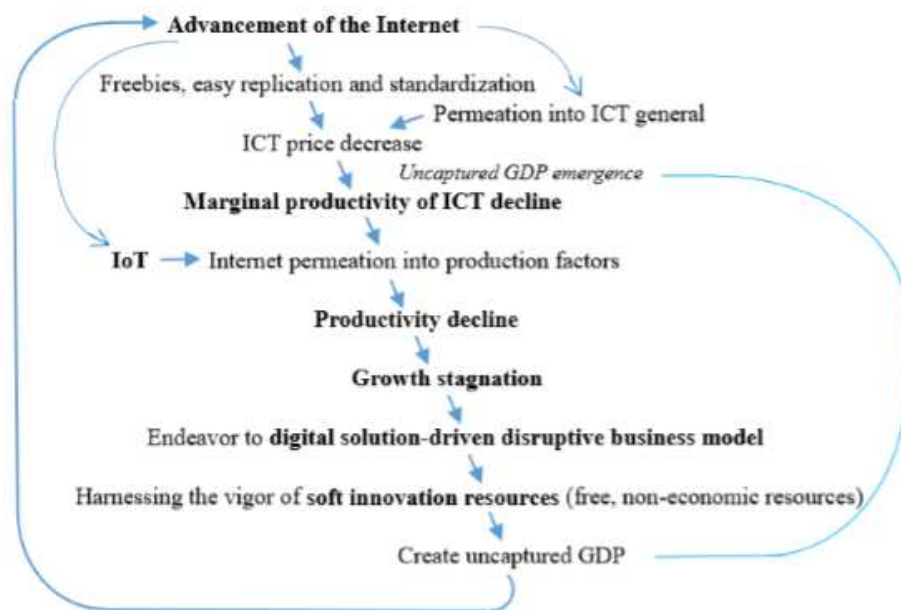 Advancement of the Internet
Freebies, easy replication and standardization
Permeation into ICT general
ICT price decrease
Uncaptured GDP emergence
Marginal productivity of ICT decline
IoT
Internet permeation into production factors
Productivity decline
Growth stagnation
Endeavor to digital solution-driven disruptive business model
Harnessing the vigor of soft innovation resources (free, non-economic resources)
Create uncaptured GDP